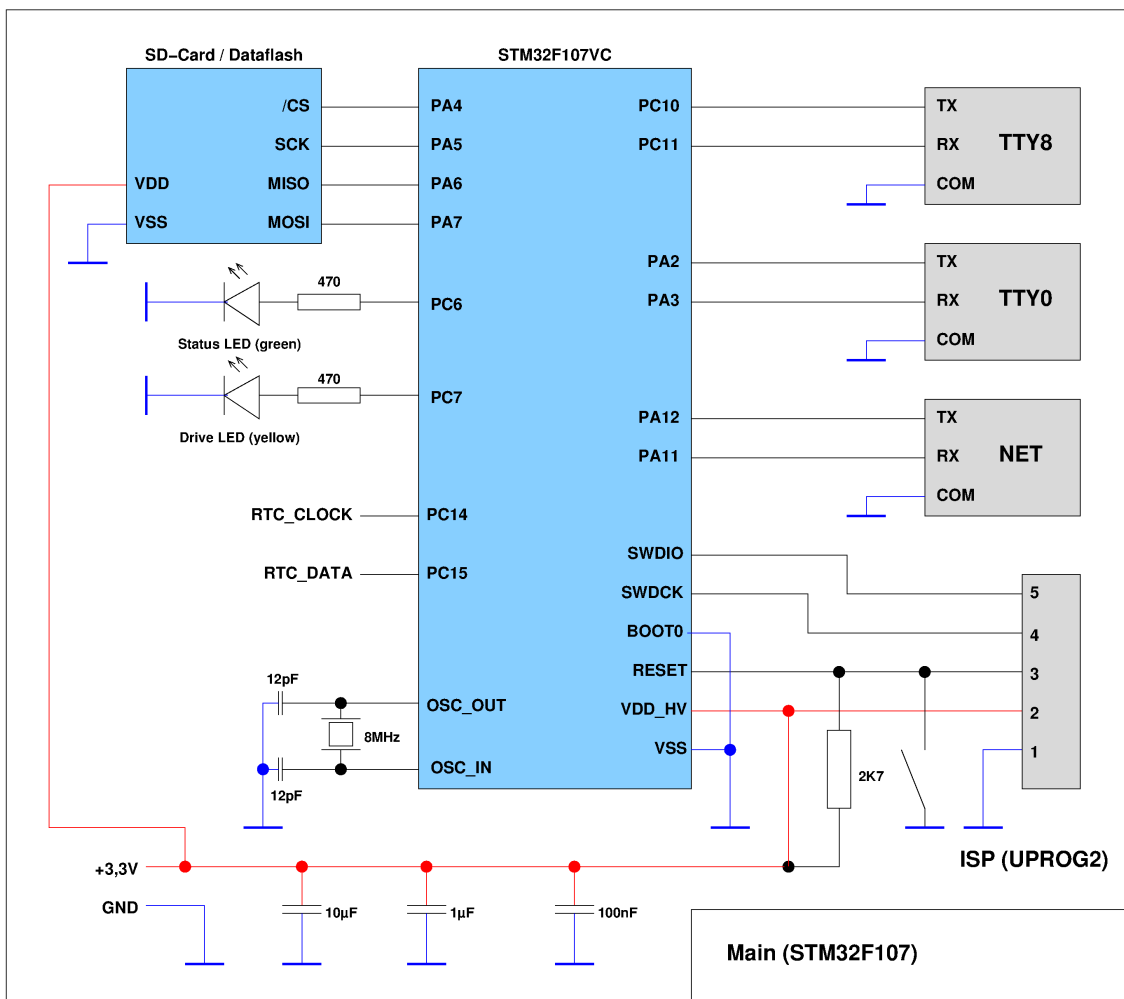 SD-Card / Dataflash
STM32F107VC
/CS
SCK
MISO
MOSI
VDD
VSS
PA4
PA5
PA6
PA7
PC6
PC7
PC14
PC15
OSC_OUT
OSC_IN
PC10
PC11
PA2
PA3
PA12
PA11
SWDIO
SWDCK
BOOT0
RESET
VDD_HV
VSS
TX
RX
COM
TTY8
TX
RX
COM
TTY0
TX
RX
COM
NET
470
Status LED (green)
470
Drive LED (yellow)
RTC_CLOCK
RTC_DATA
12pF
8MHz
12pF
5
4
3
2
1
2K7
ISP (UPROG2)
+3,3V
GND
10µF
1µF
100nF
Main (STM32F107)